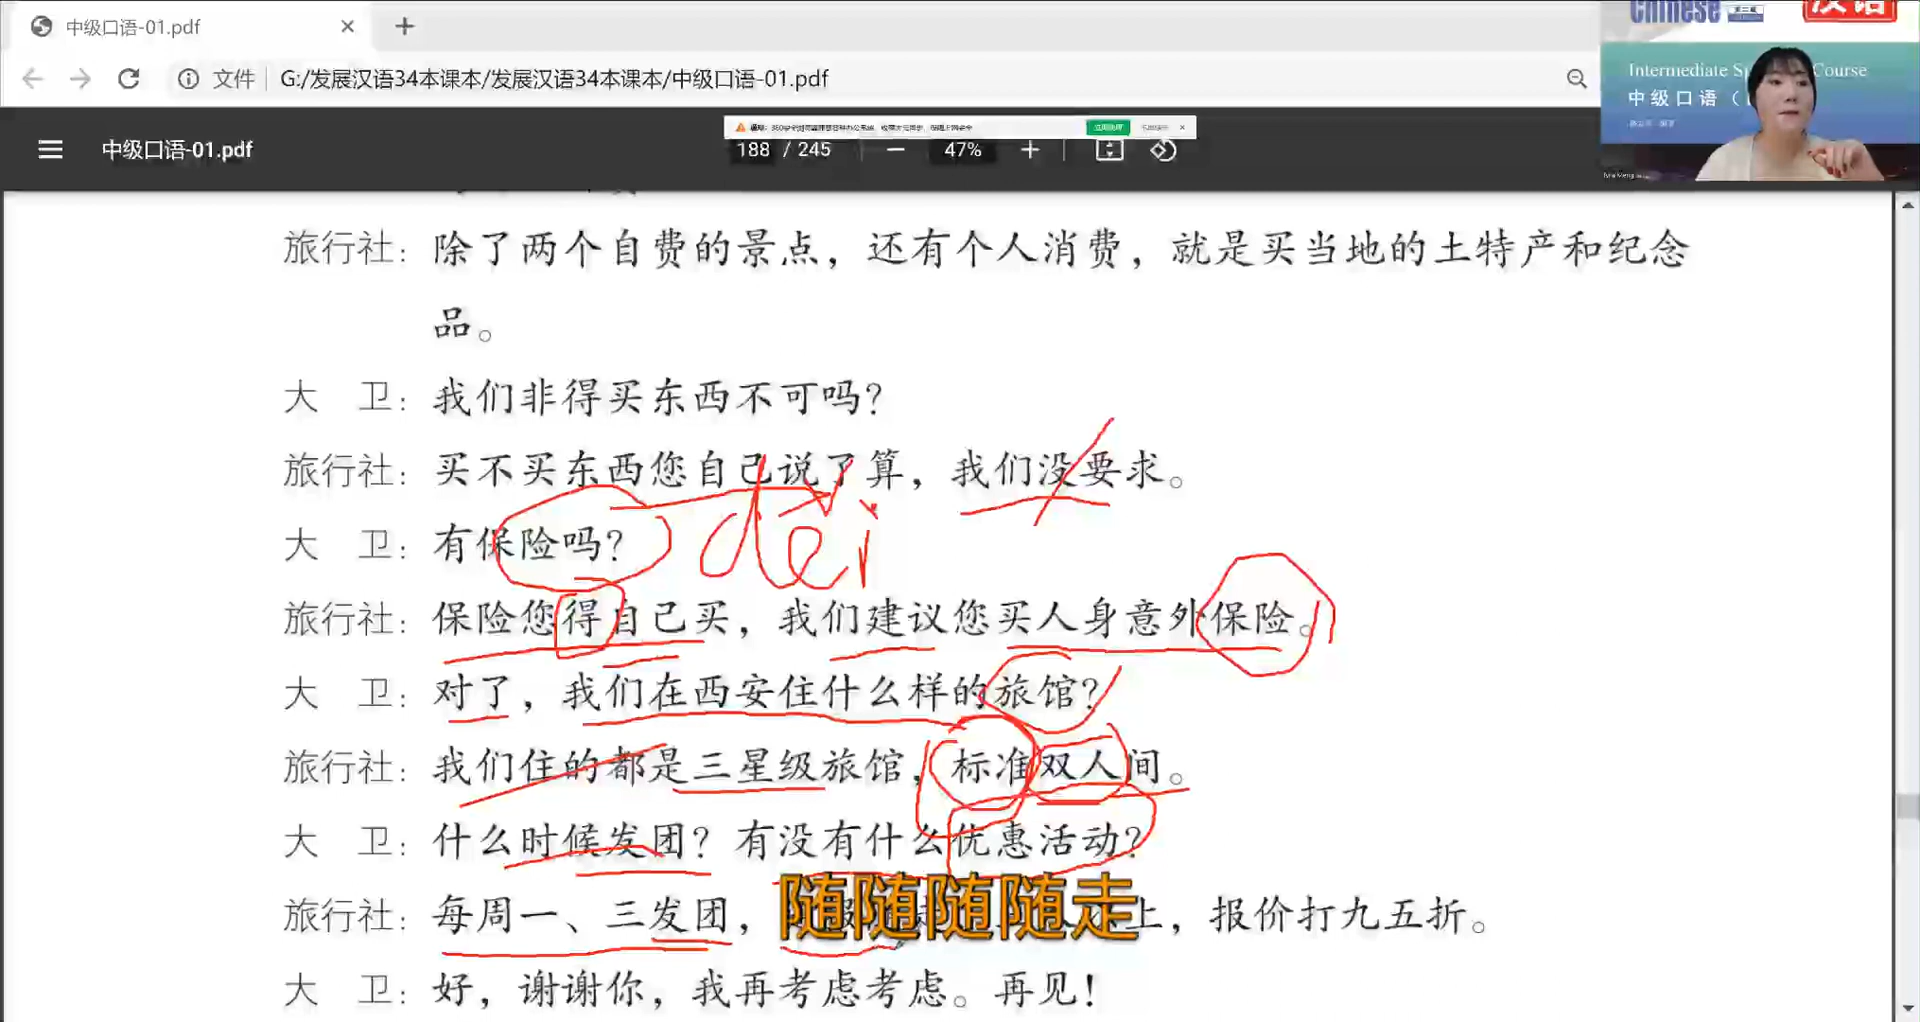 中级口语-01.pdf
文件 G:/发展汉语34本课本/发展汉语34本课本/中级口语-01.pdf
Chinese
汉语
Intermediate Sp Course
中级口语（
中级口语-01.pdf
188 / 245
47%
旅行社：除了两个自费的景点，还有个人消费，就是买当地的土特产和纪念
品。
大 卫：我们非得买东西不可吗？
旅行社：买不买东西您自己说了算，我们没要求。
大 卫：有保险吗？
děi
旅行社：保险您得自己买，我们建议您买人身意外保险。
大 卫：对了，我们在西安住什么样的旅馆？
旅行社：我们住的都是三星级旅馆，标准双人间。
大 卫：什么时候发团？有没有什么优惠活动？
旅行社：每周一、三发团，上，报价打九五折。
随随随随走
大 卫：好，谢谢你，我再考虑考虑。再见！